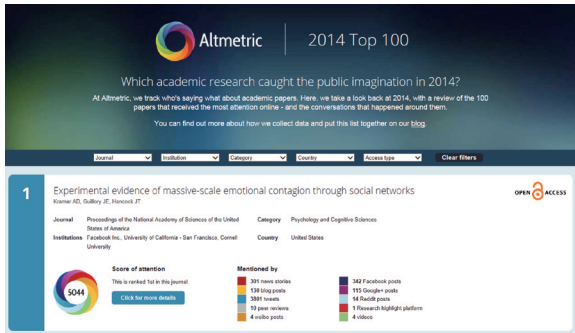 Altmetric
2014 Top 100
Which academic research caught the public imagination in 2014?
At Altmetric, we track who's saying what about academic papers. Here, we take a look back at 2014, with a review of the 100
papers that received the most attention online - and the conversations that happened around them.
You can find out more about how we collect data and put this list together on our blog.
Journal
Institution
Category
Country
Access type
Clear filters
1
Experimental evidence of massive-scale emotional contagion through social networks
OPEN ACCESS
Kramer AD, Guillory JE, Hancock JT
Journal Proceedings of the National Academy of Sciences of the United
States of America
Category Psychology and Cognitive Sciences
Institutions Facebook Inc., University of California - San Francisco, Cornell
University
Country United States
Score of attention
5044
This is ranked 1st in this journal
Click for more details
Mentioned by
301 news stories
130 blog posts
3801 tweets
10 peer reviews
4 weibo posts
342 Facebook posts
115 Google+ posts
14 Reddit posts
1 Research highlight platform
4 videos